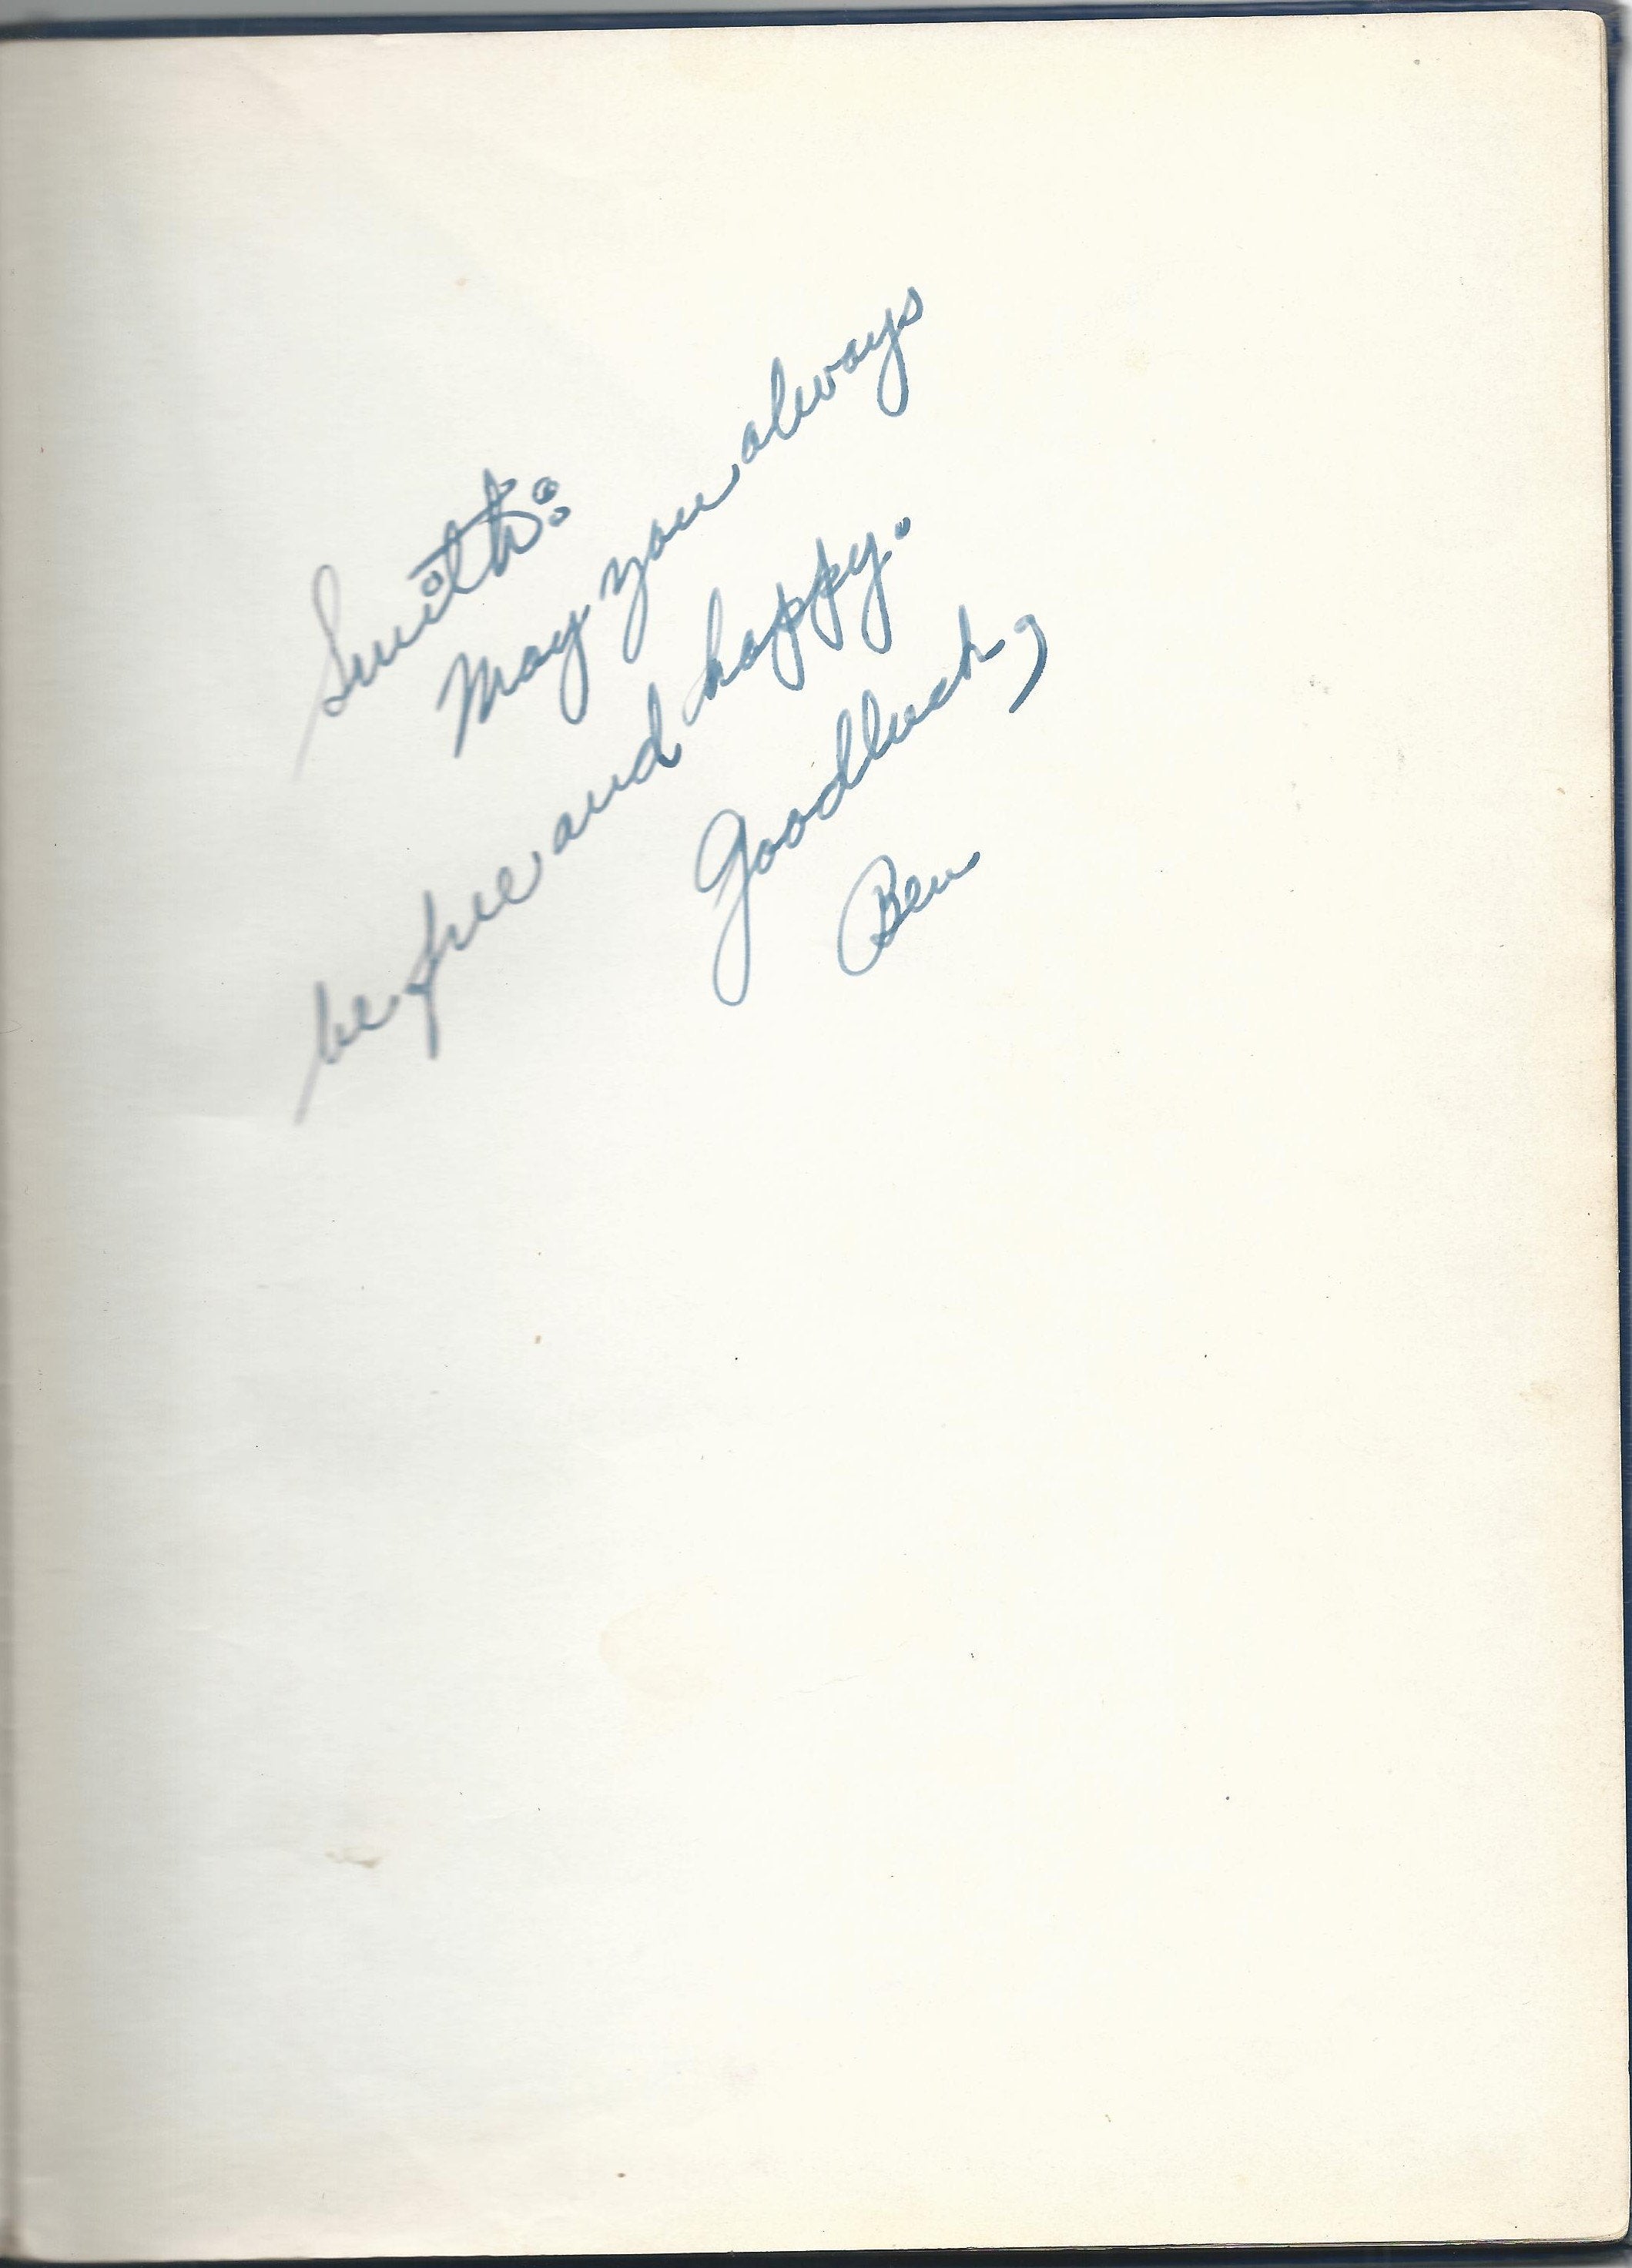 Smith:
May you always
be free and happy.
Goodluck,
Ben